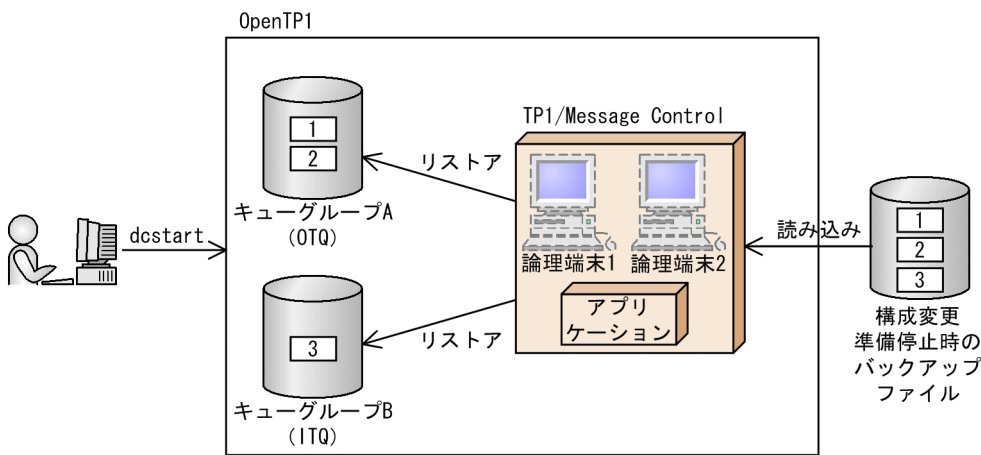 OpenTP1
1
2
キューグループA
(OTQ)
リストア
TP1/Message Control
論理端末1
論理端末2
アプリ
ケーション
dcstart
3
キューグループB
(ITQ)
リストア
読み込み
1
2
3
構成変更
準備停止時の
バックアップ
ファイル